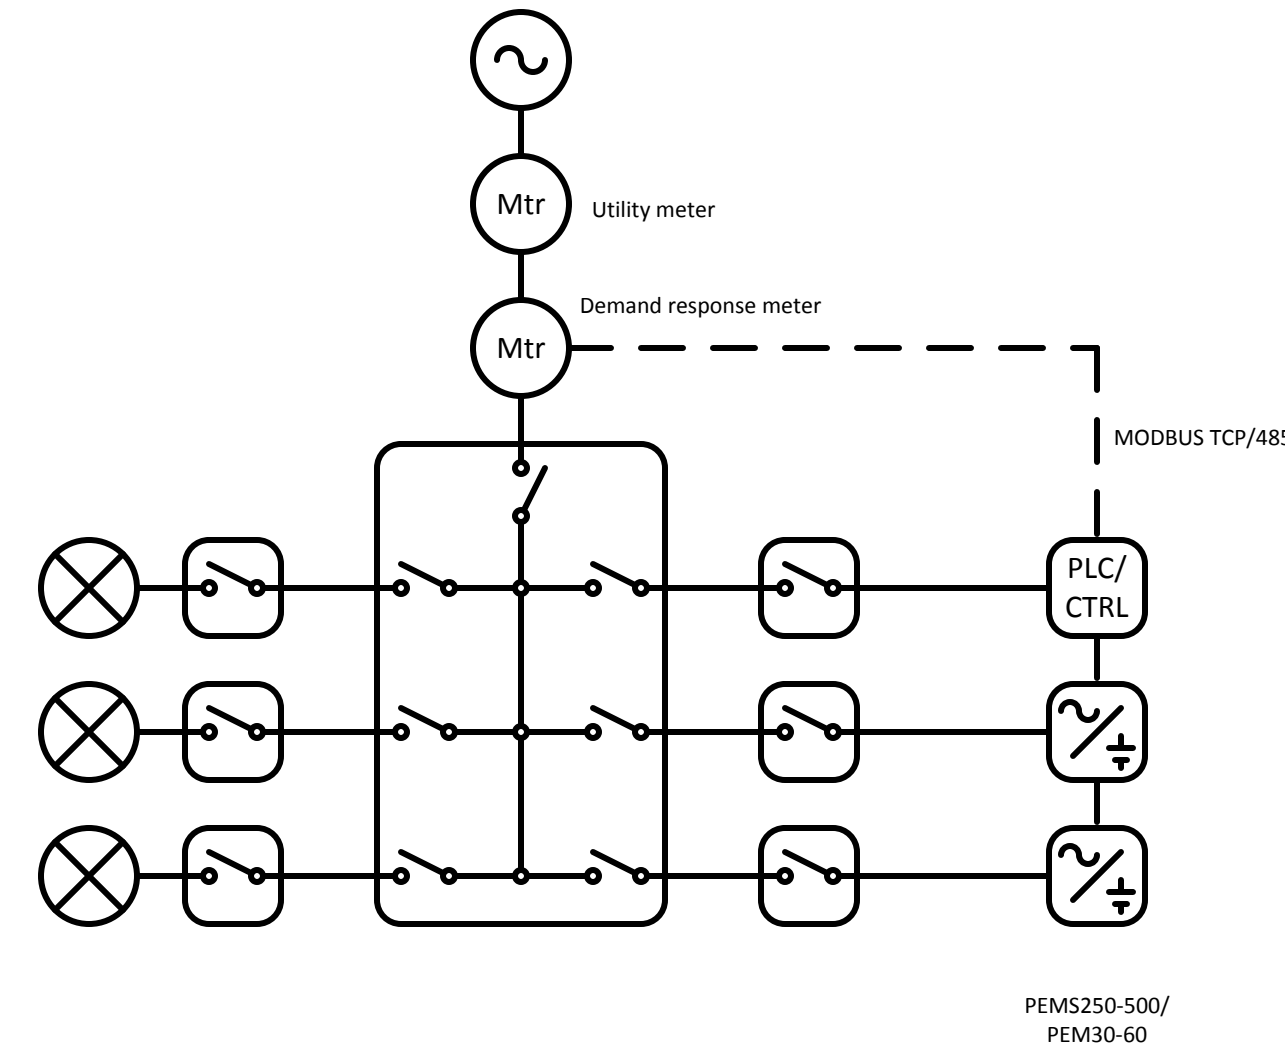 Mtr
Utility meter
Demand response meter
Mtr
MODBUS TCP/485
PLC/
CTRL
PEMS250-500/
PEM30-60